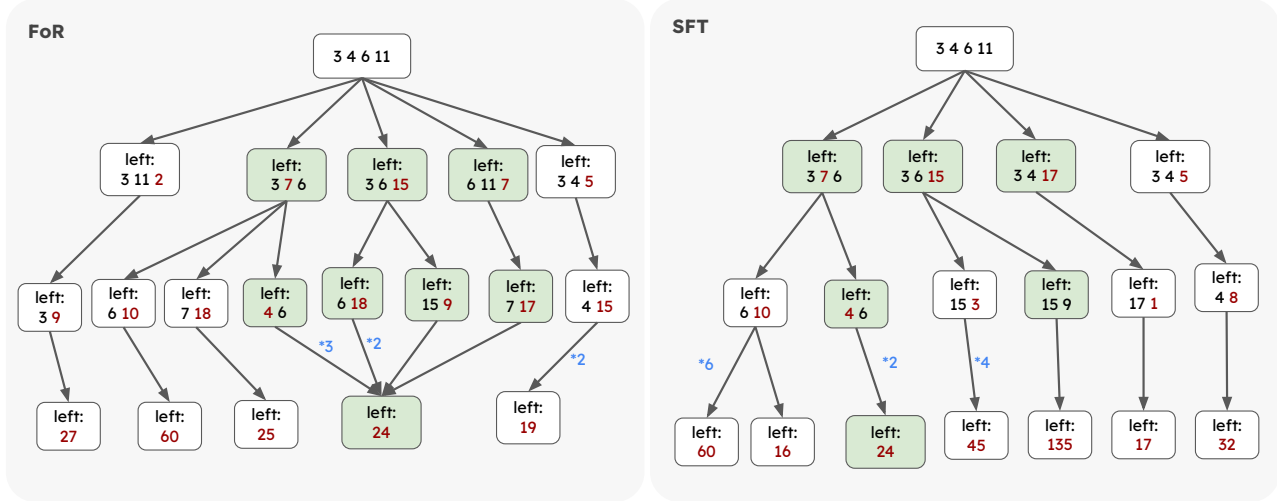 FoR
3 4 6 11
left:
3 11 2
left:
3 7 6
left:
3 6 15
left:
6 11 7
left:
3 4 5
left:
3 9
left:
6 10
left:
7 18
left:
4 6
left:
6 18
left:
15 9
left:
7 17
left:
4 15
*3
*2
*2
left:
27
left:
60
left:
25
left:
24
left:
19
SFT
3 4 6 11
left:
3 7 6
left:
3 6 15
left:
3 4 17
left:
3 4 5
left:
6 10
left:
4 6
left:
15 3
left:
15 9
left:
17 1
left:
4 8
*6
*2
*4
left:
60
left:
16
left:
24
left:
45
left:
135
left:
17
left:
32